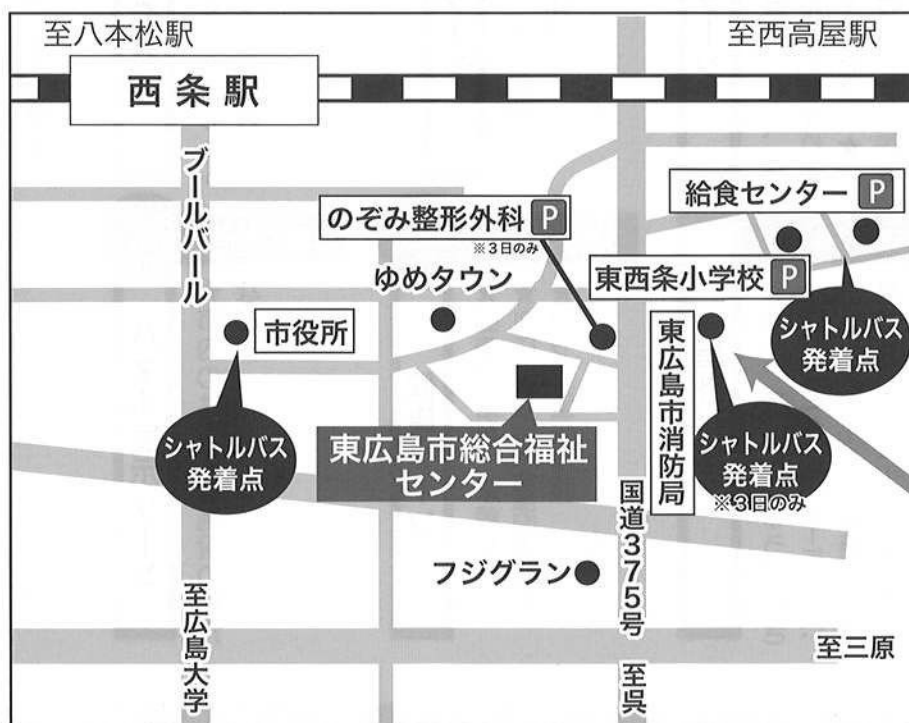 至八本松駅
至西高屋駅
西条駅
ブールバール
給食センター P
のぞみ整形外科 P
※3日のみ
ゆめタウン
東西条小学校 P
市役所
シャトルバス
発着点
東広島市消防局
シャトルバス
発着点
東広島市総合福祉
センター
シャトルバス
発着点
※3日のみ
国道375号
フジグラン
至広島大学
至呉
至三原